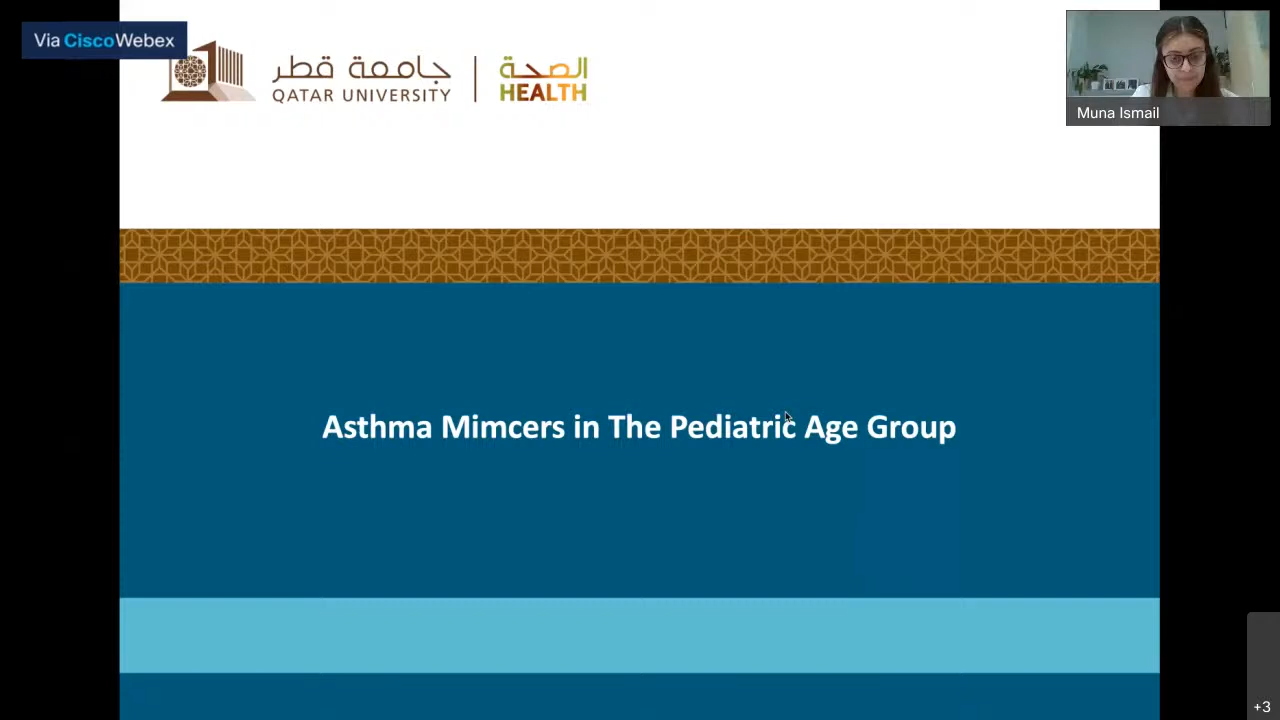 Via CiscoWebex
جامعة قطر
QATAR UNIVERSITY
الصحة
HEALTH
Muna Ismail
Asthma Mimcers in The Pediatric Age Group
+3